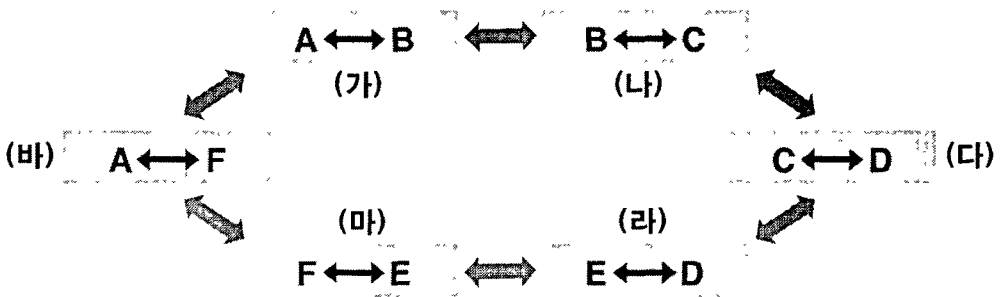 A ↔ B ⇔ B ↔ C
(가) (나)
(바) A ↔ F C ↔ D (다)
(마) (라)
F ↔ E ⇔ E ↔ D